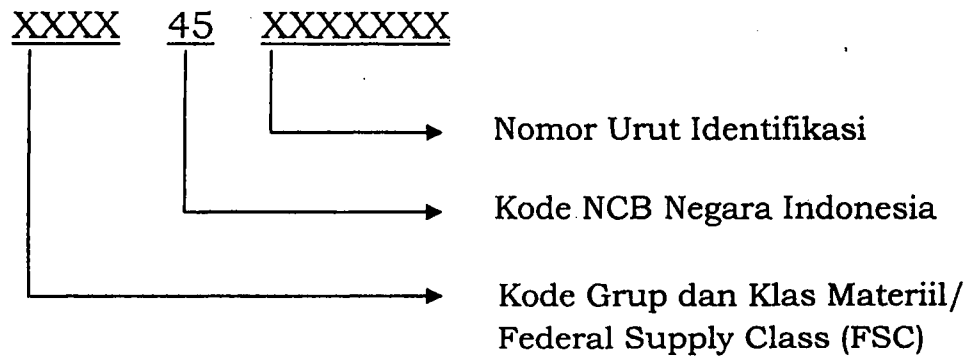 XXXX 45 XXXXXXX
Nomor Urut Identifikasi
Kode NCB Negara Indonesia
Kode Grup dan Klas Materiil/
Federal Supply Class (FSC)